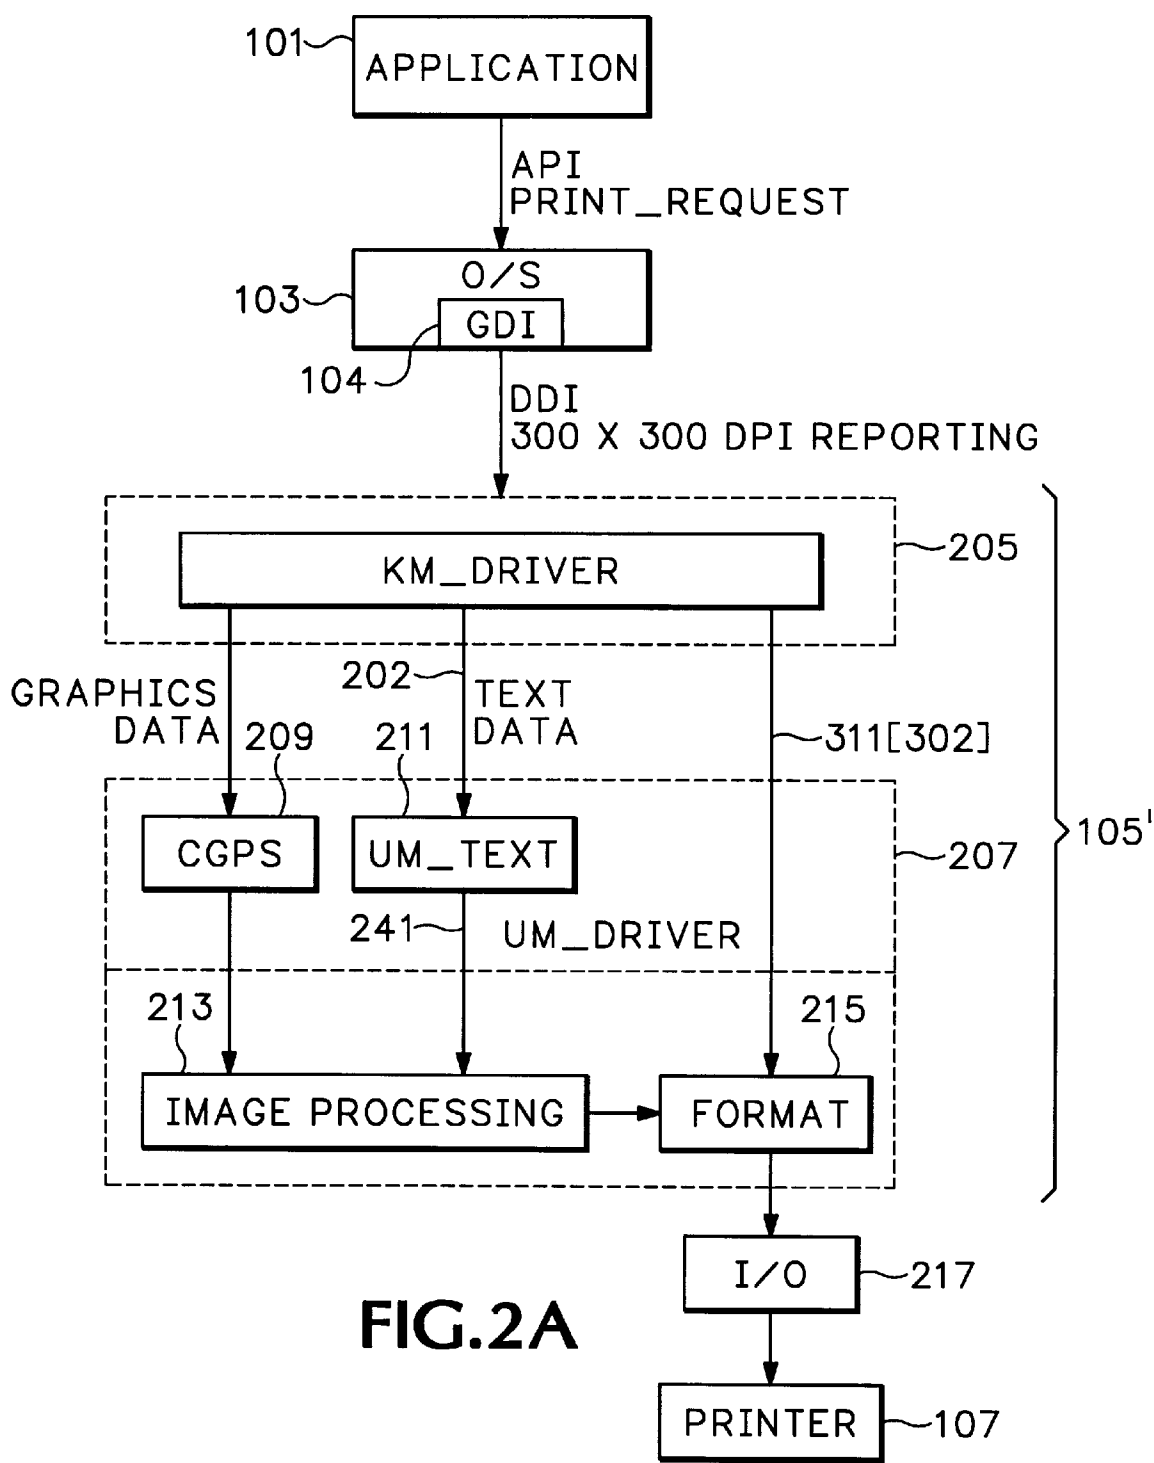 101
APPLICATION
API
PRINT_REQUEST
O/S
103
GDI
104
DDI
300 X 300 DPI REPORTING
205
KM_DRIVER
202
GRAPHICS
DATA
TEXT
DATA
209
211
311[302]
105'
CGPS
UM_TEXT
207
241
UM_DRIVER
213
215
IMAGE PROCESSING
FORMAT
I/O
217
FIG.2A
PRINTER
107